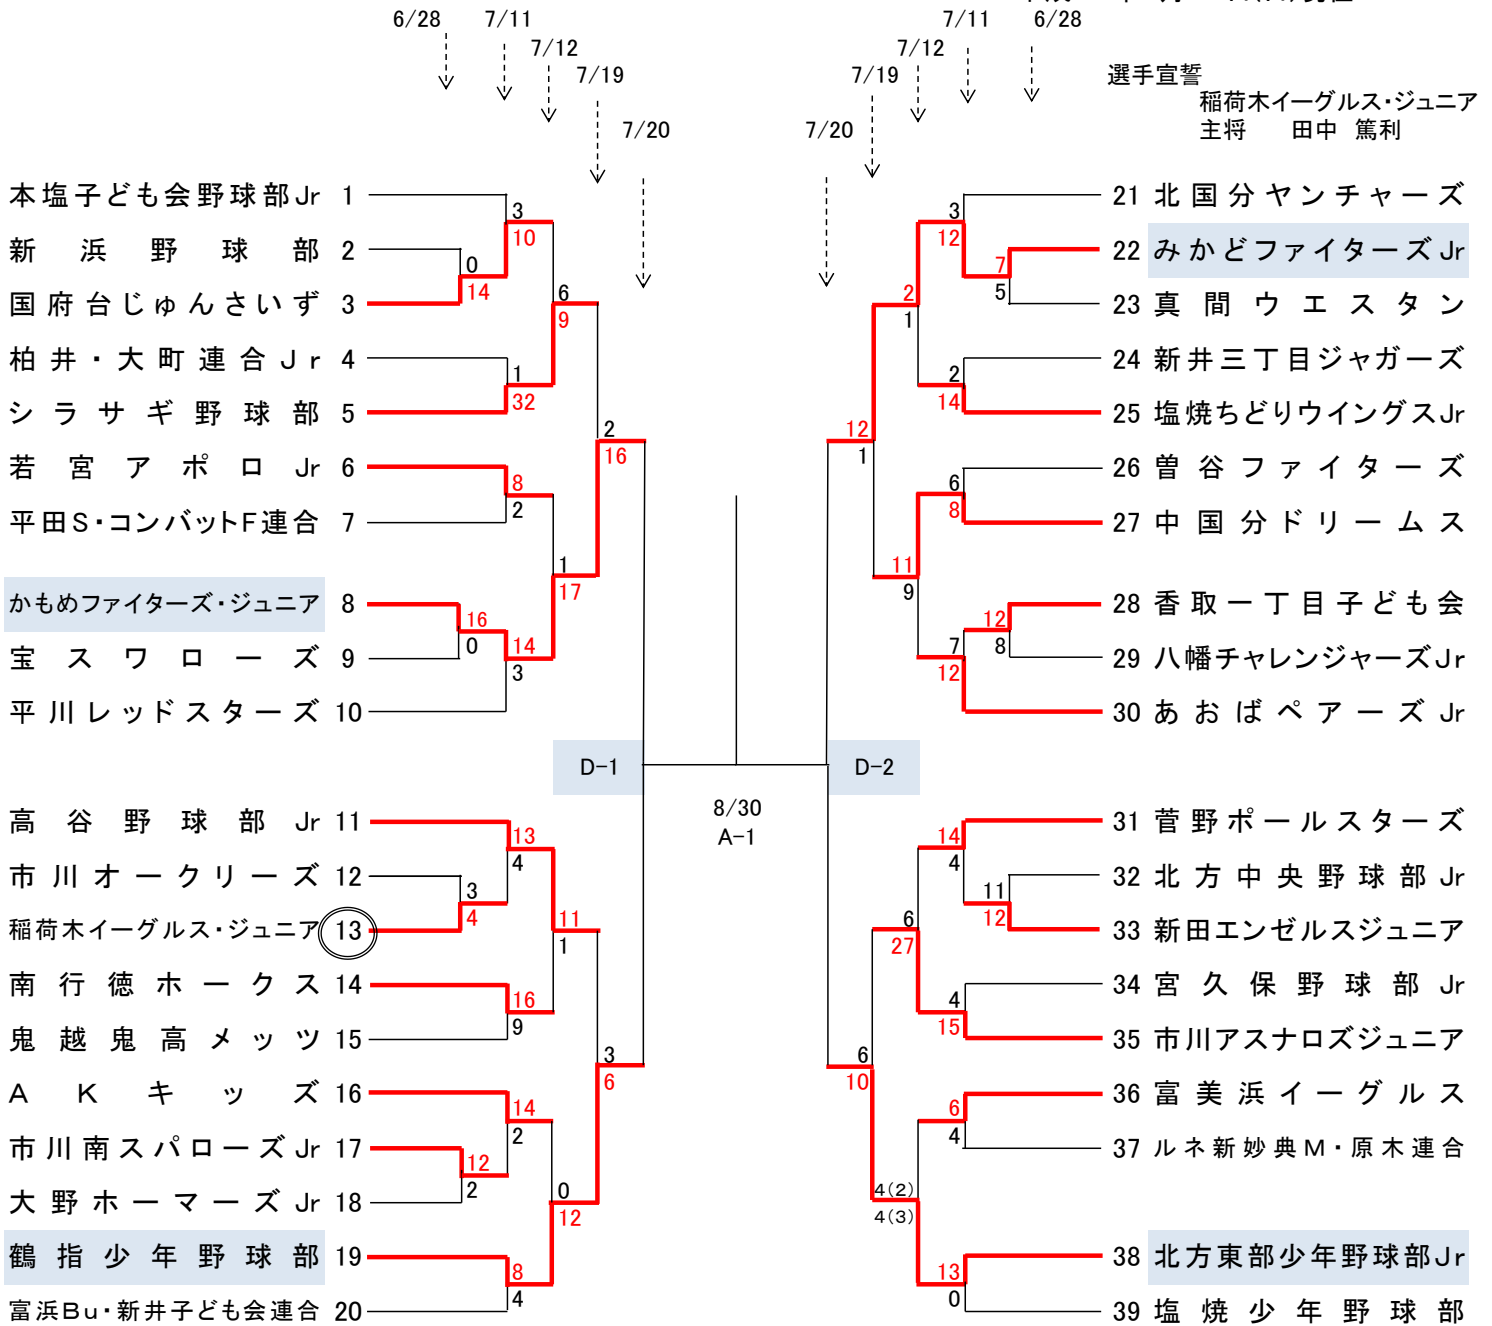 6/28
7/11
7/12
7/19
7/20
7/20
7/19
7/12
7/11
6/28
選手宣誓
稲荷木イーグルス・ジュニア
主将 田中 篤利
本塩子ども会野球部Jr 1
新浜野球部 2
国府台じゅんさいず 3
柏井・大町連合Jr 4
シラサギ野球部 5
若宮アポロJr 6
平田S・コンバットF連合 7
かもめファイターズ・ジュニア 8
宝スワローズ 9
平川レッドスターズ 10
高谷野球部Jr 11
市川オークリーズ 12
稲荷木イーグルス・ジュニア 13
南行徳ホークス 14
鬼越鬼高メッツ 15
AKキッズ 16
市川南スパローズJr 17
大野ホーマーズJr 18
鶴指少年野球部 19
富浜Bu・新井子ども会連合 20
3
10
0
14
6
9
1
32
2
16
8
2
1
17
16
0
14
3
13
4
3
4
11
1
16
9
3
6
14
2
12
2
0
12
8
4
D-1
8/30
A-1
D-2
3
12
7
5
2
1
2
14
12
1
6
8
11
9
12
8
7
12
14
4
11
12
6
27
4
15
6
10
6
4
4(2)
4(3)
13
0
21 北国分ヤンチャーズ
22 みかどファイターズJr
23 真間ウエスタン
24 新井三丁目ジャガーズ
25 塩焼ちどりウイングスJr
26 曽谷ファイターズ
27 中国分ドリームス
28 香取一丁目子ども会
29 八幡チャレンジャーズJr
30 あおばペアーズJr
31 菅野ポールスターズ
32 北方中央野球部Jr
33 新田エンゼルスジュニア
34 宮久保野球部Jr
35 市川アスナロズジュニア
36 富美浜イーグルス
37 ルネ新妙典M・原木連合
38 北方東部少年野球部Jr
39 塩焼少年野球部